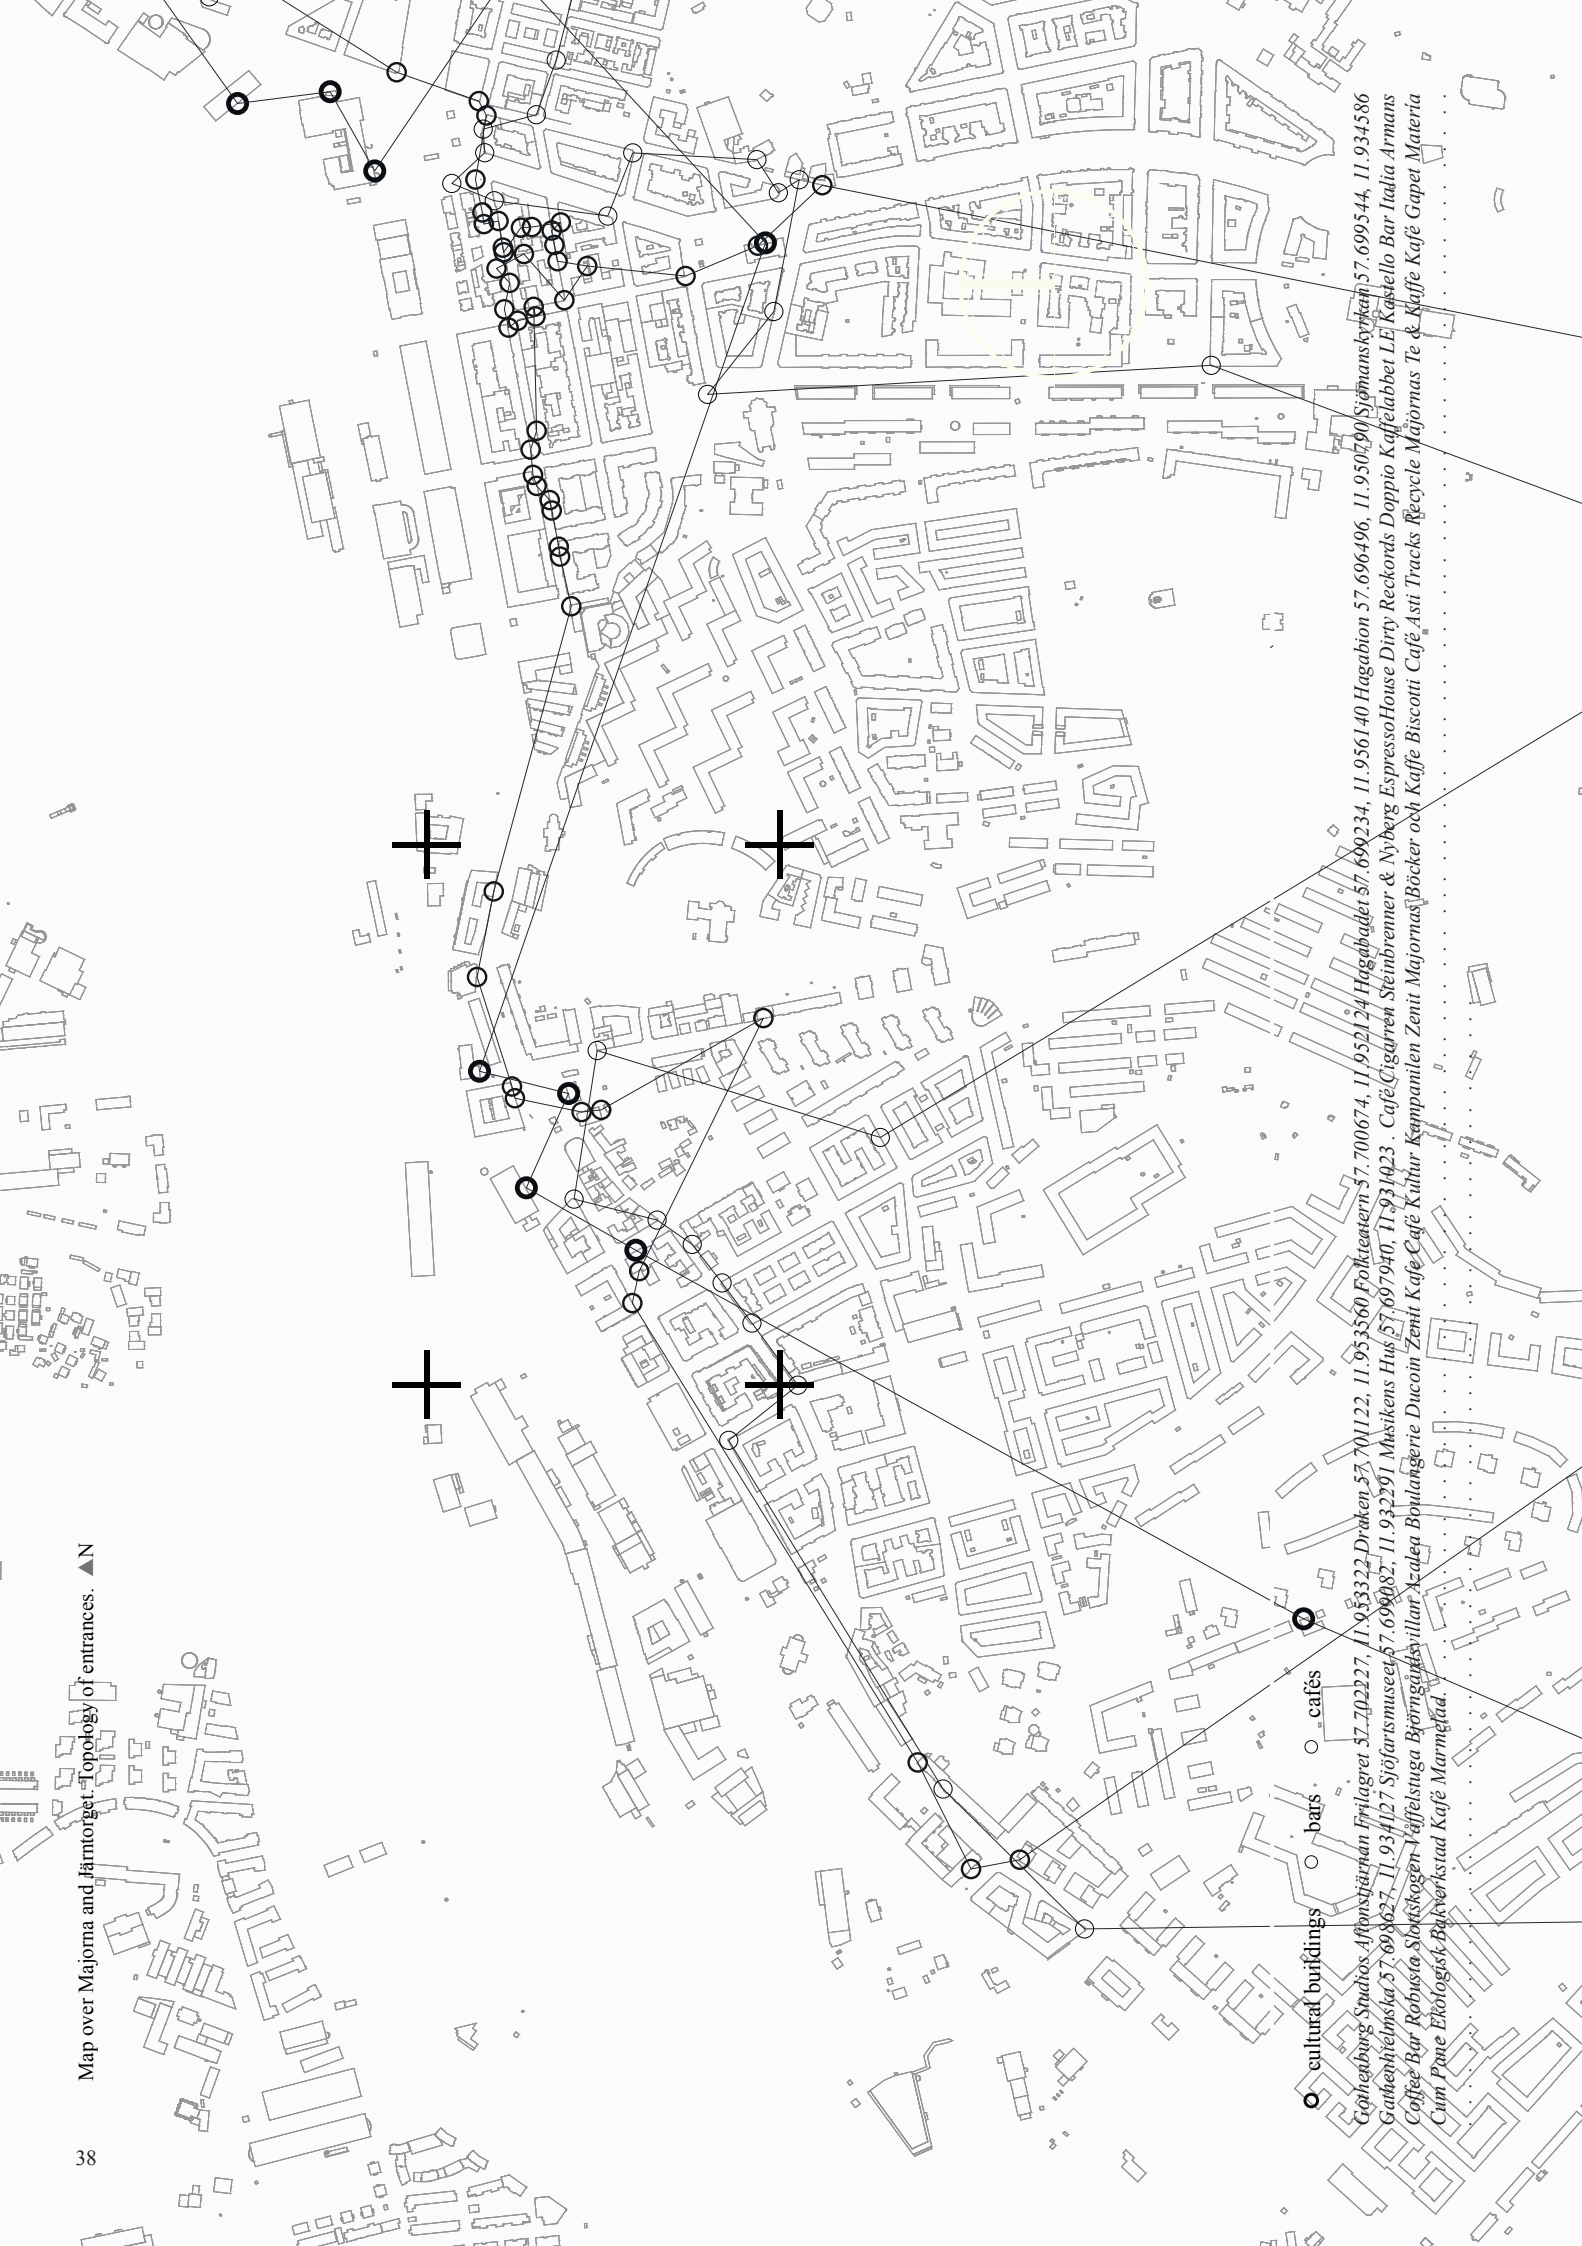 Map over Majorna and Järntorget. Topology of entrances. ▲N
38
cultural buildings bars cafés
Gothenburg Studios Aftonstjärnan Frilagret 57.702227, 11.953322 Draken 57.701122, 11.953560 Folkteatern 57.700674, 11.952124 Hagabadet 57.699234, 11.956140 Hagabion 57.696496, 11.950790 Sjömanskyrkan 57.699544, 11.934586
Gathenhielmska 57.698627, 11.934127 Sjöfartsmuseet 57.699082, 11.932291 Musikens Hus 57.697940, 11.931023 . Café Cigarren Steinbrenner & Nyberg EspressoHouse Dirty Reckords Doppio Kaffelabbet LE Kastello Bar Italia Armans
Coffee Bar Robusta Slottskogen Våffelstuga Björngårdsvillan Azalea Boulangerie Ducoin Zenit Kafe Café Kultur Kampanilen Zenit Majornas Böcker och Kaffe Biscotti Café Asti Tracks Recycle Majornas Te & Kaffe Kafé Gapet Materia
Cum Pane Ekologisk Bakverkstad Kafé Marmelad.